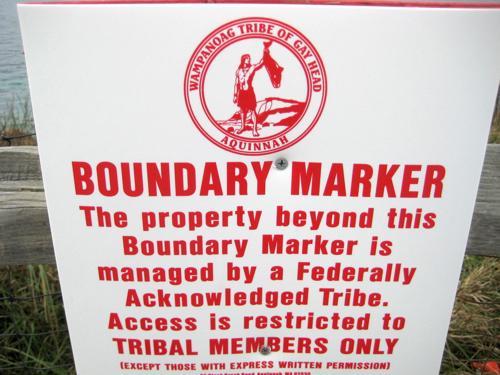 WAMPANOAG TRIBE OF GAY HEAD
AQUINNAH
BOUNDARY MARKER
The property beyond this
Boundary Marker is
managed by a Federally
Acknowledged Tribe.
Access is restricted to
TRIBAL MEMBERS ONLY
(EXCEPT THOSE WITH EXPRESS WRITTEN PERMISSION)